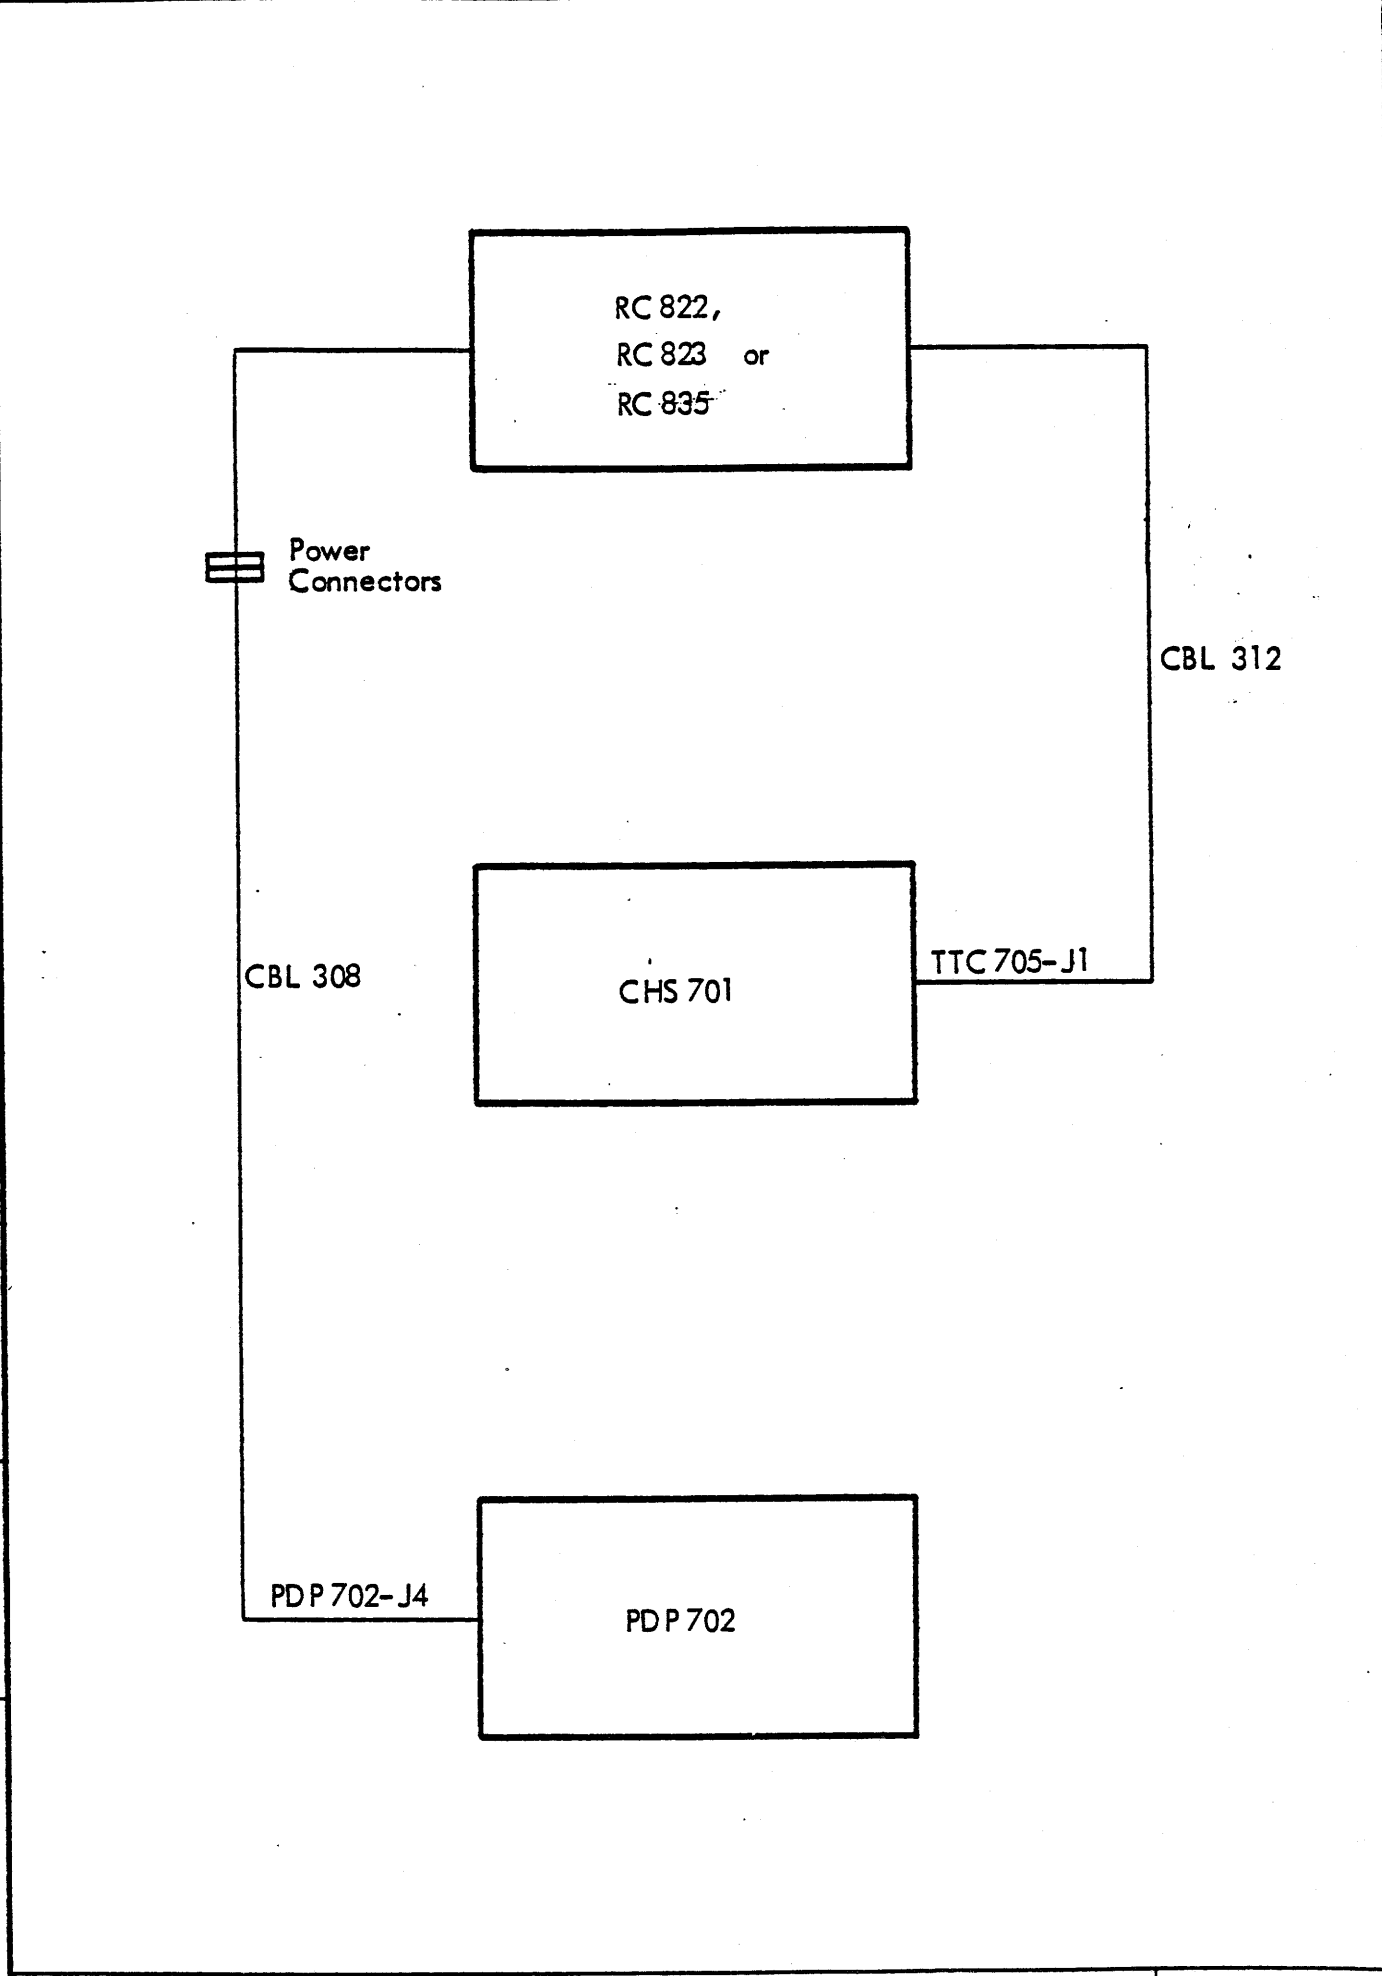 RC 822,
RC 823 or
RC 835
Power
Connectors
CBL 312
TTC 705-J1
CBL 308
CHS 701
PDP 702-J4
PDP 702